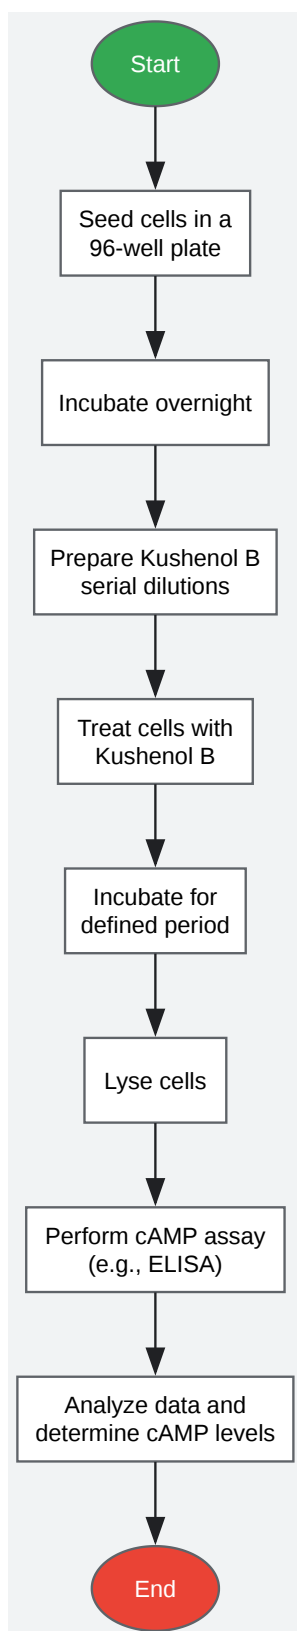 Start
Seed cells in a
96-well plate
Incubate overnight
Prepare Kushenol B
serial dilutions
Treat cells with
Kushenol B
Incubate for
defined period
Lyse cells
Perform cAMP assay
(e.g., ELISA)
Analyze data and
determine cAMP levels
End